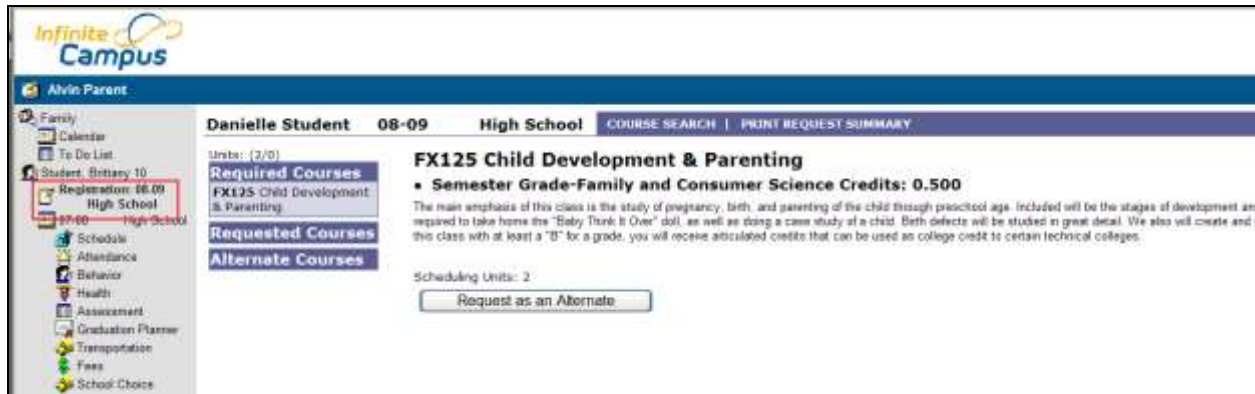 Infinite
Campus
Alvin Parent
Family
Calendar
To Do List
Student, Brittany 10
Registration: 08-09
High School
07-00 High School
Schedule
Attendance
Behavior
Health
Assessment
Graduation Planner
Transportation
Fees
School Choice
Danielle Student 08-09 High School COURSE SEARCH | PRINT REQUEST SUMMARY
Units: (2/0)
Required Courses
FX125 Child Development
& Parenting
Requested Courses
Alternate Courses
FX125 Child Development & Parenting
• Semester Grade-Family and Consumer Science Credits: 0.500
The main emphasis of this class is the study of pregnancy, birth, and parenting of the child through preschool age. Included will be the stages of development an
required to take home the "Baby Think It Over" doll, as well as doing a case study of a child. Birth defects will be studied in great detail. We also will create and
this class with at least a "B" for a grade, you will receive articulated credits that can be used as college credit to certain technical colleges.
Scheduling Units: 2
Request as an Alternate